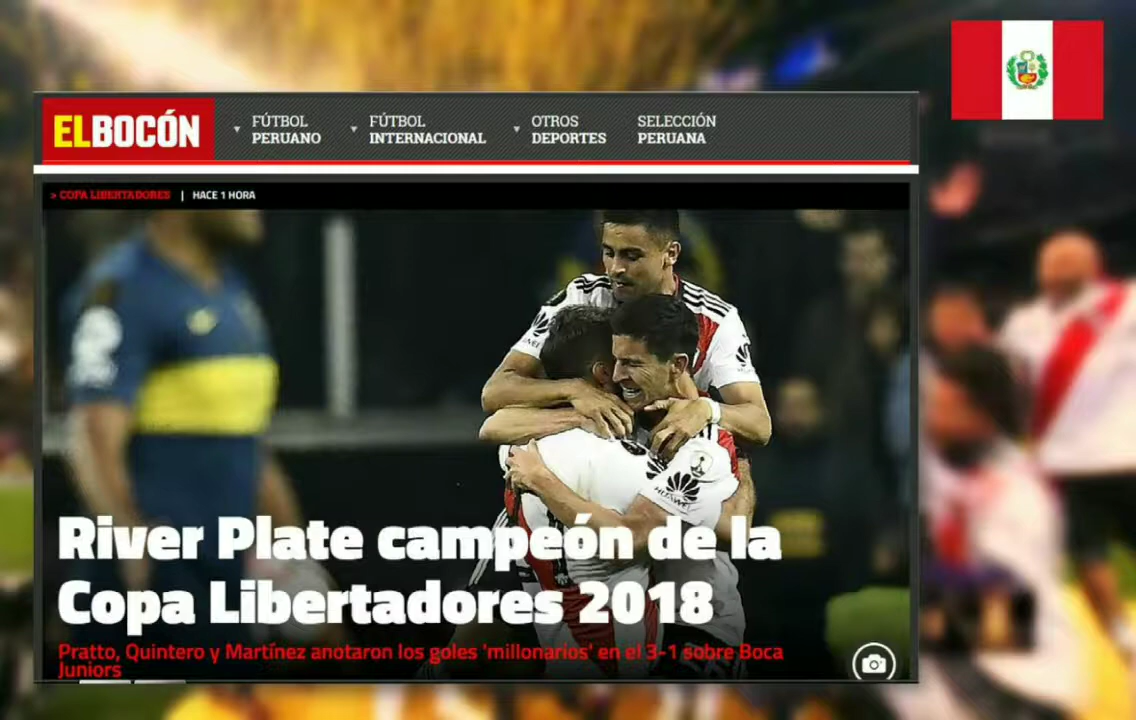 ELBOCÓN
FÚTBOL
PERUANO
FÚTBOL
INTERNACIONAL
OTROS
DEPORTES
SELECCIÓN
PERUANA
> COPA LIBERTADORES | HACE 1 HORA
HUAWEI
River Plate campeón de la
Copa Libertadores 2018
Pratto, Quintero y Martínez anotaron los goles 'millonarios' en el 3-1 sobre Boca
Juniors